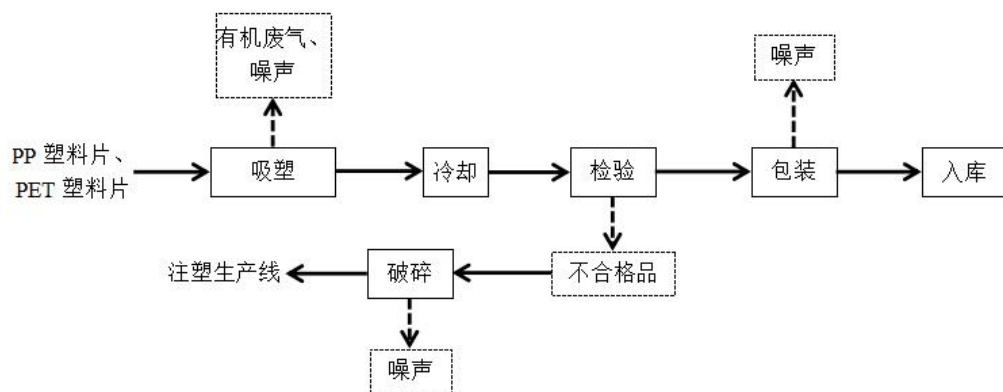 有机废气、
噪声
噪声
PP 塑料片、
PET 塑料片
吸塑
冷却
检验
包装
入库
注塑生产线
破碎
不合格品
噪声